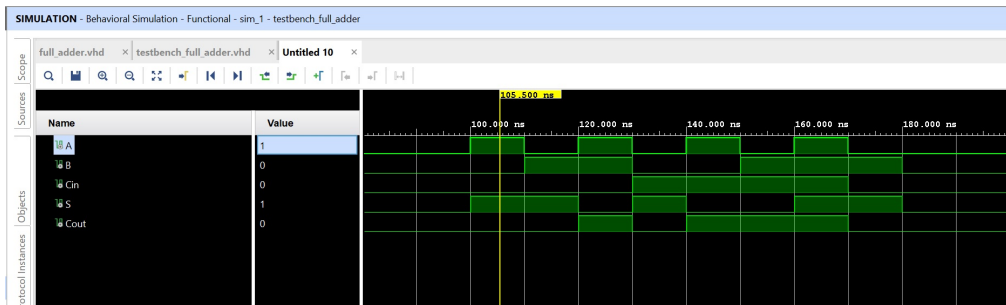 SIMULATION - Behavioral Simulation - Functional - sim_1 - testbench_full_adder
full_adder.vhd × testbench_full_adder.vhd × Untitled 10 ×
Scope
Sources
Objects
Protocol Instances
105.500 ns
Name Value
100.000 ns 120.000 ns 140.000 ns 160.000 ns 180.000 ns
A 1
B 0
Cin 0
S 1
Cout 0